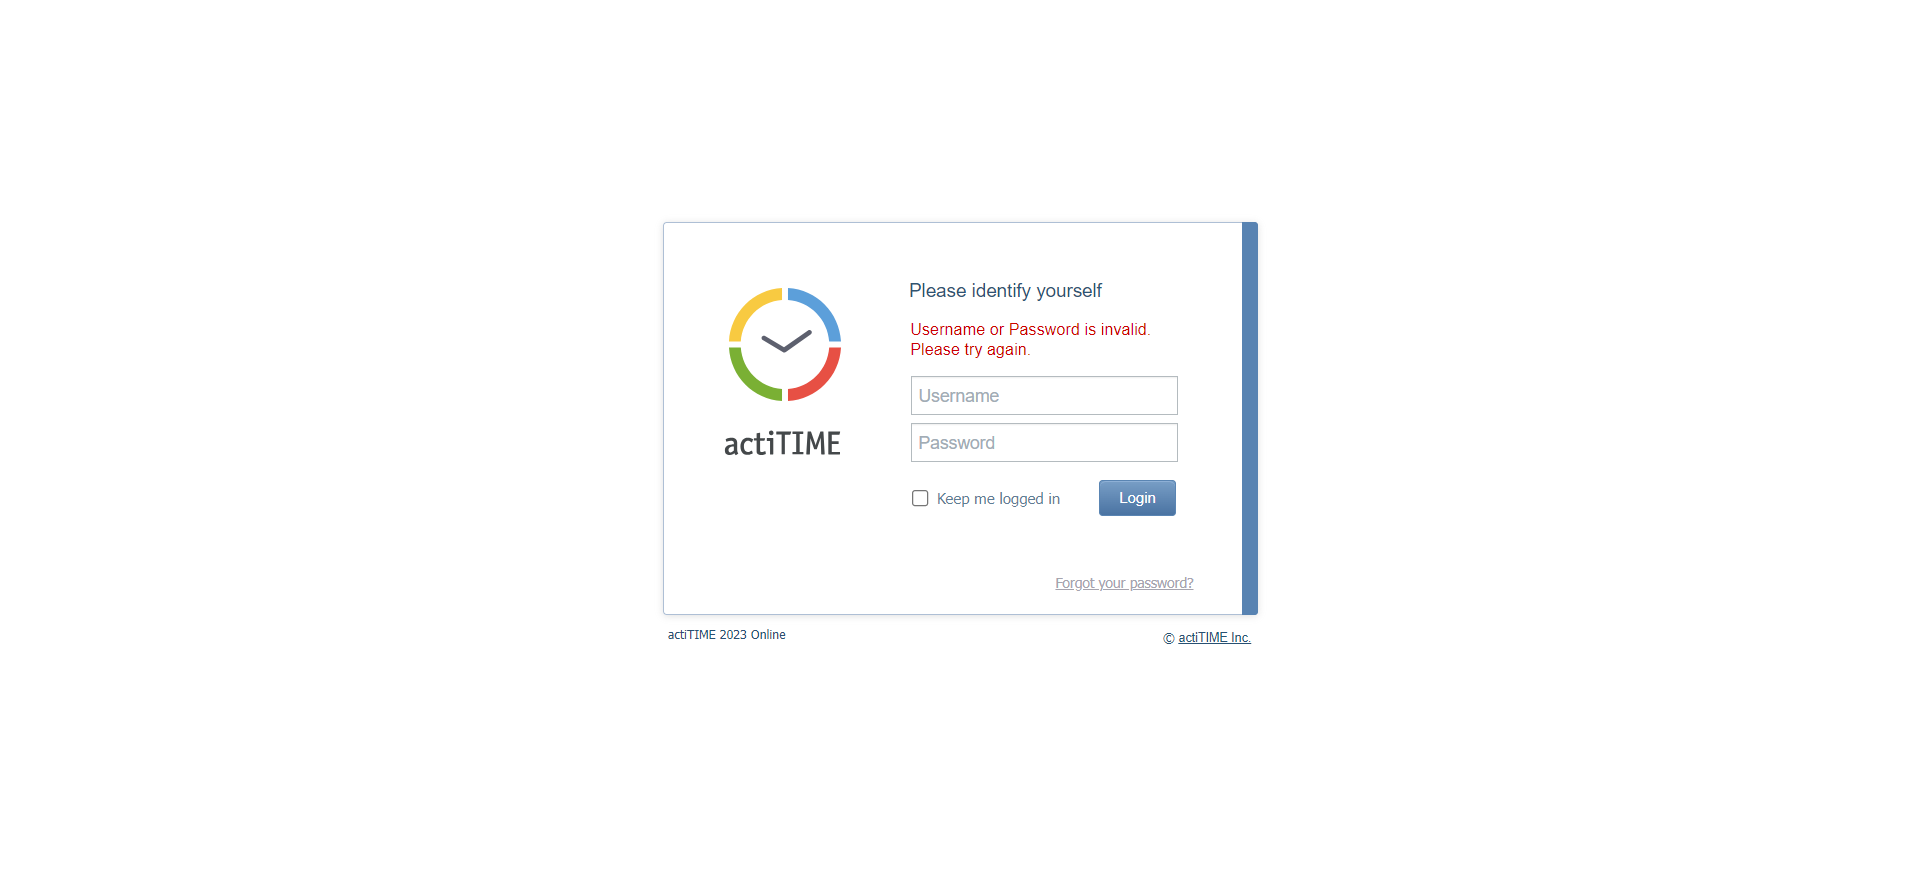 Please identify yourself
Username or Password is invalid.
Please try again.
Username
Password
actiTIME
Keep me logged in
Login
Forgot your password?
actiTIME 2023 Online
© actiTIME Inc.